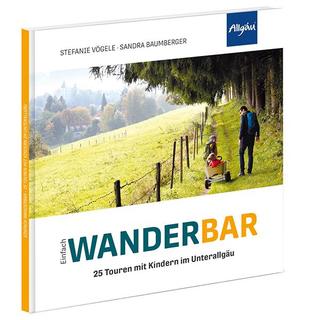 STEFANIE VÖGELE · SANDRA BAUMBERGER
Allgäu
Einfach
WANDERBAR
25 Touren mit Kindern im Unterallgäu